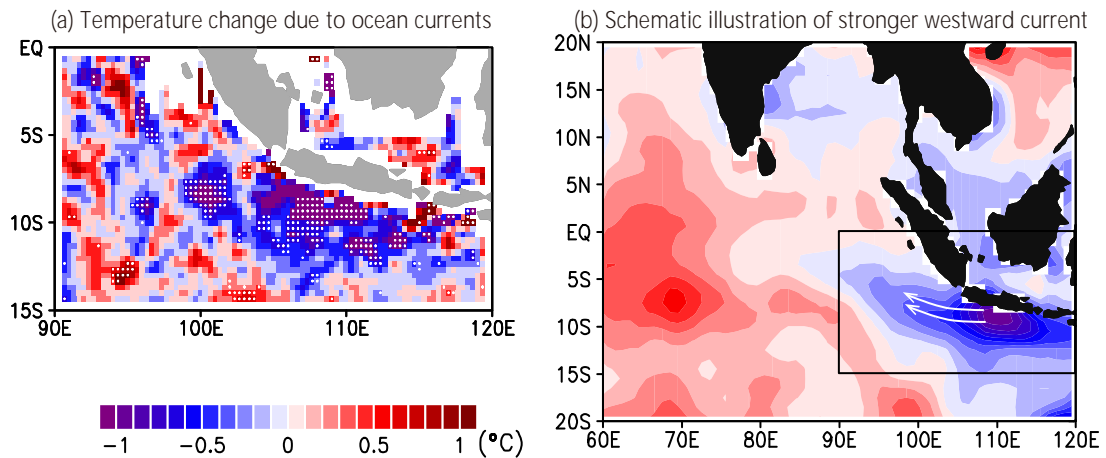 (a) Temperature change due to ocean currents
EQ
5S
10S
15S
90E 100E 110E 120E
-1 -0.5 0 0.5 1 (°C)
(b) Schematic illustration of stronger westward current
20N
15N
10N
5N
EQ
5S
10S
15S
20S
60E 70E 80E 90E 100E 110E 120E